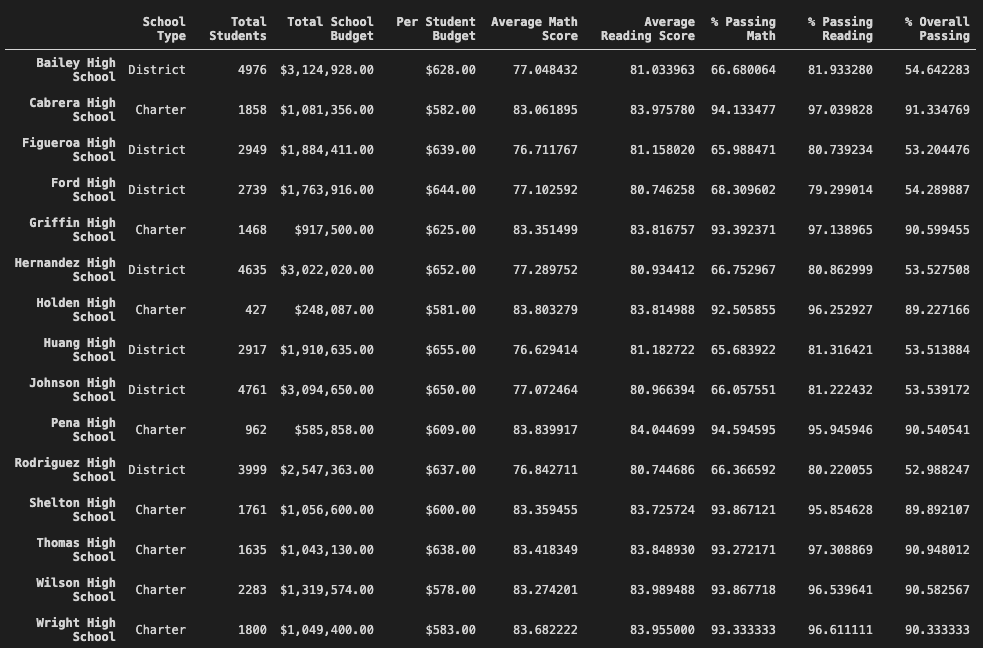 School Type Total Students Total School Budget Per Student Budget Average Math Score Average Reading Score % Passing Math % Passing Reading % Overall Passing
Bailey High School District 4976 $3,124,928.00 $628.00 77.048432 81.033963 66.680064 81.933280 54.642283
Cabrera High School Charter 1858 $1,081,356.00 $582.00 83.061895 83.975780 94.133477 97.039828 91.334769
Figueroa High School District 2949 $1,884,411.00 $639.00 76.711767 81.158020 65.988471 80.739234 53.204476
Ford High School District 2739 $1,763,916.00 $644.00 77.102592 80.746258 68.309602 79.299014 54.289887
Griffin High School Charter 1468 $917,500.00 $625.00 83.351499 83.816757 93.392371 97.138965 90.599455
Hernandez High School District 4635 $3,022,020.00 $652.00 77.289752 80.934412 66.752967 80.862999 53.527508
Holden High School Charter 427 $248,087.00 $581.00 83.803279 83.814988 92.505855 96.252927 89.227166
Huang High School District 2917 $1,910,635.00 $655.00 76.629414 81.182722 65.683922 81.316421 53.513884
Johnson High School District 4761 $3,094,650.00 $650.00 77.072464 80.966394 66.057551 81.222432 53.539172
Pena High School Charter 962 $585,858.00 $609.00 83.839917 84.044699 94.594595 95.945946 90.540541
Rodriguez High School District 3999 $2,547,363.00 $637.00 76.842711 80.744686 66.366592 80.220055 52.988247
Shelton High School Charter 1761 $1,056,600.00 $600.00 83.359455 83.725724 93.867121 95.854628 89.892107
Thomas High School Charter 1635 $1,043,130.00 $638.00 83.418349 83.848930 93.272171 97.308869 90.948012
Wilson High School Charter 2283 $1,319,574.00 $578.00 83.274201 83.989488 93.867718 96.539641 90.582567
Wright High School Charter 1800 $1,049,400.00 $583.00 83.682222 83.955000 93.333333 96.611111 90.333333